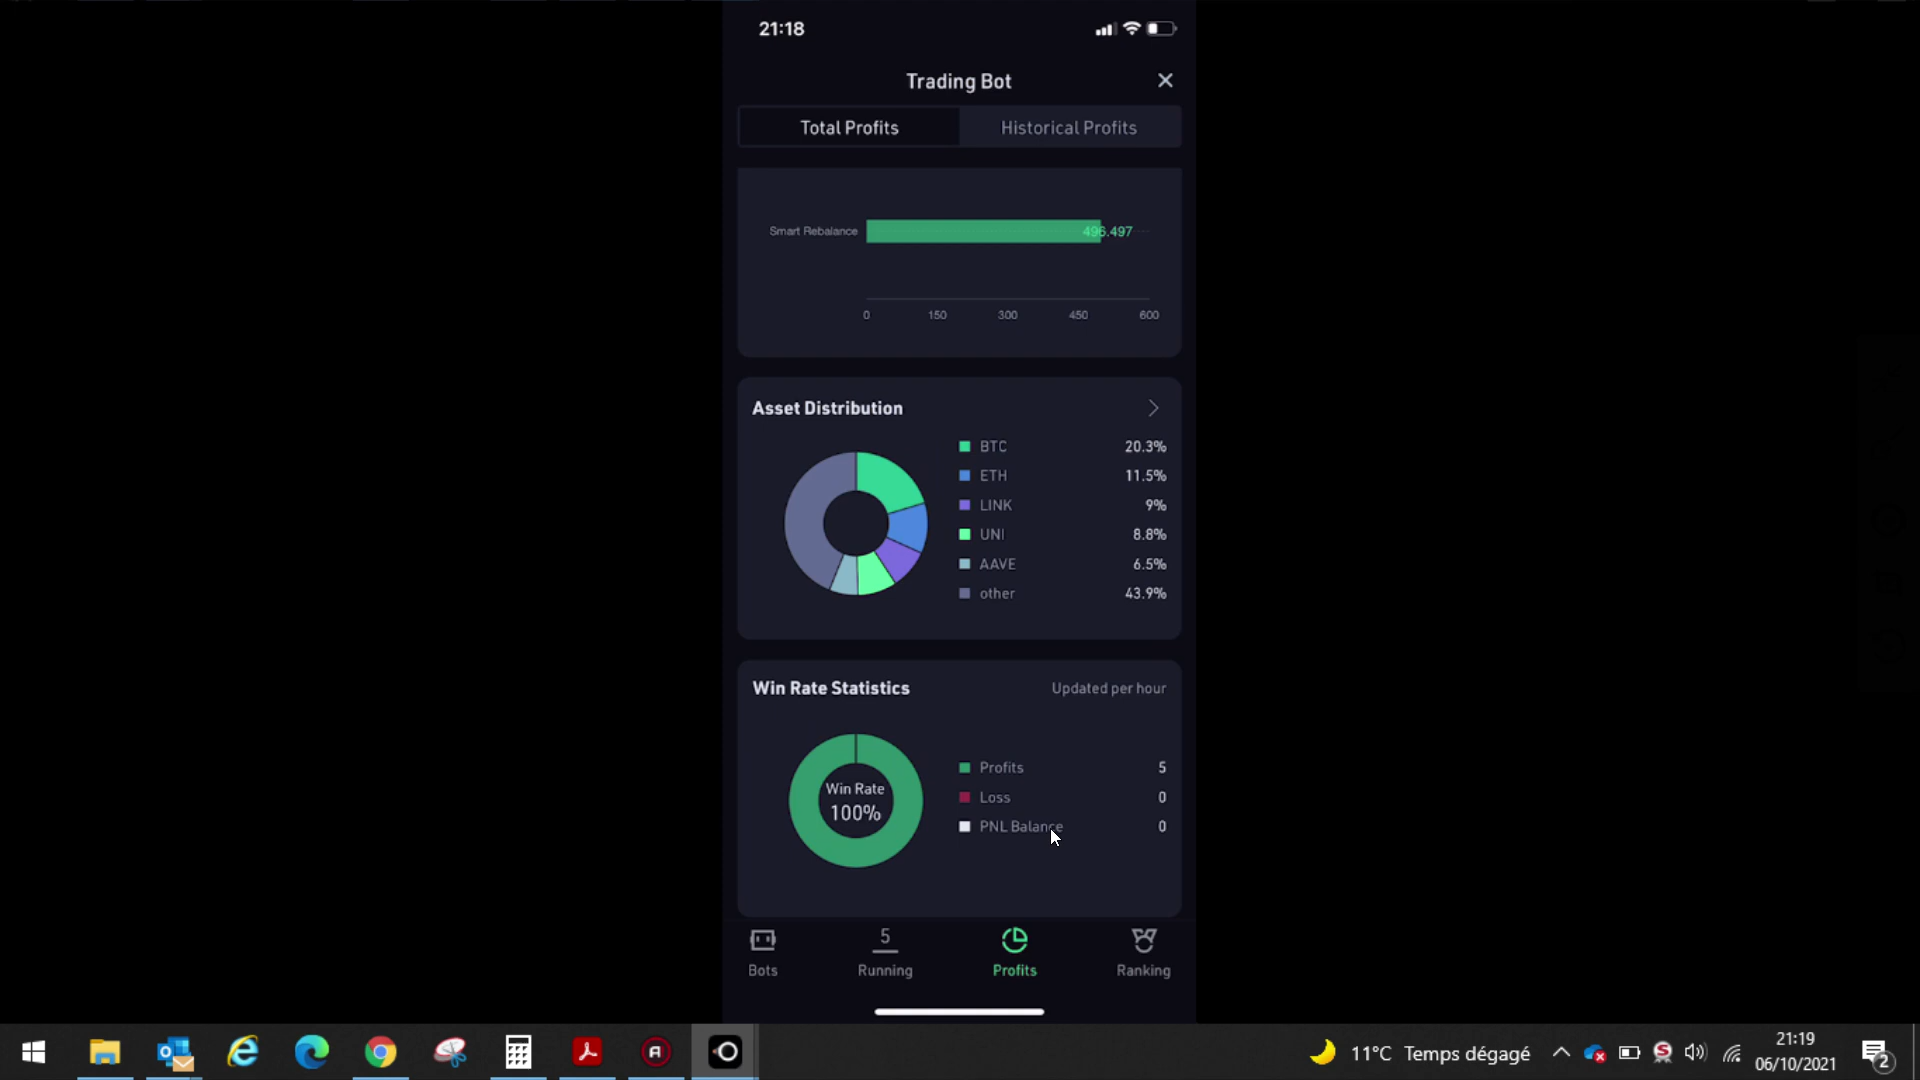 21:18
Trading Bot
Total Profits
Historical Profits
Smart Rebalance 496.497
0 150 300 450 600
Asset Distribution
BTC 20.3%
ETH 11.5%
LINK 9%
UNI 8.8%
AAVE 6.5%
other 43.9%
Win Rate Statistics Updated per hour
Win Rate
100%
Profits 5
Loss 0
PNL Balance 0
5
Bots Running Profits Ranking
11°C Temps dégagé
21:19
06/10/2021
2